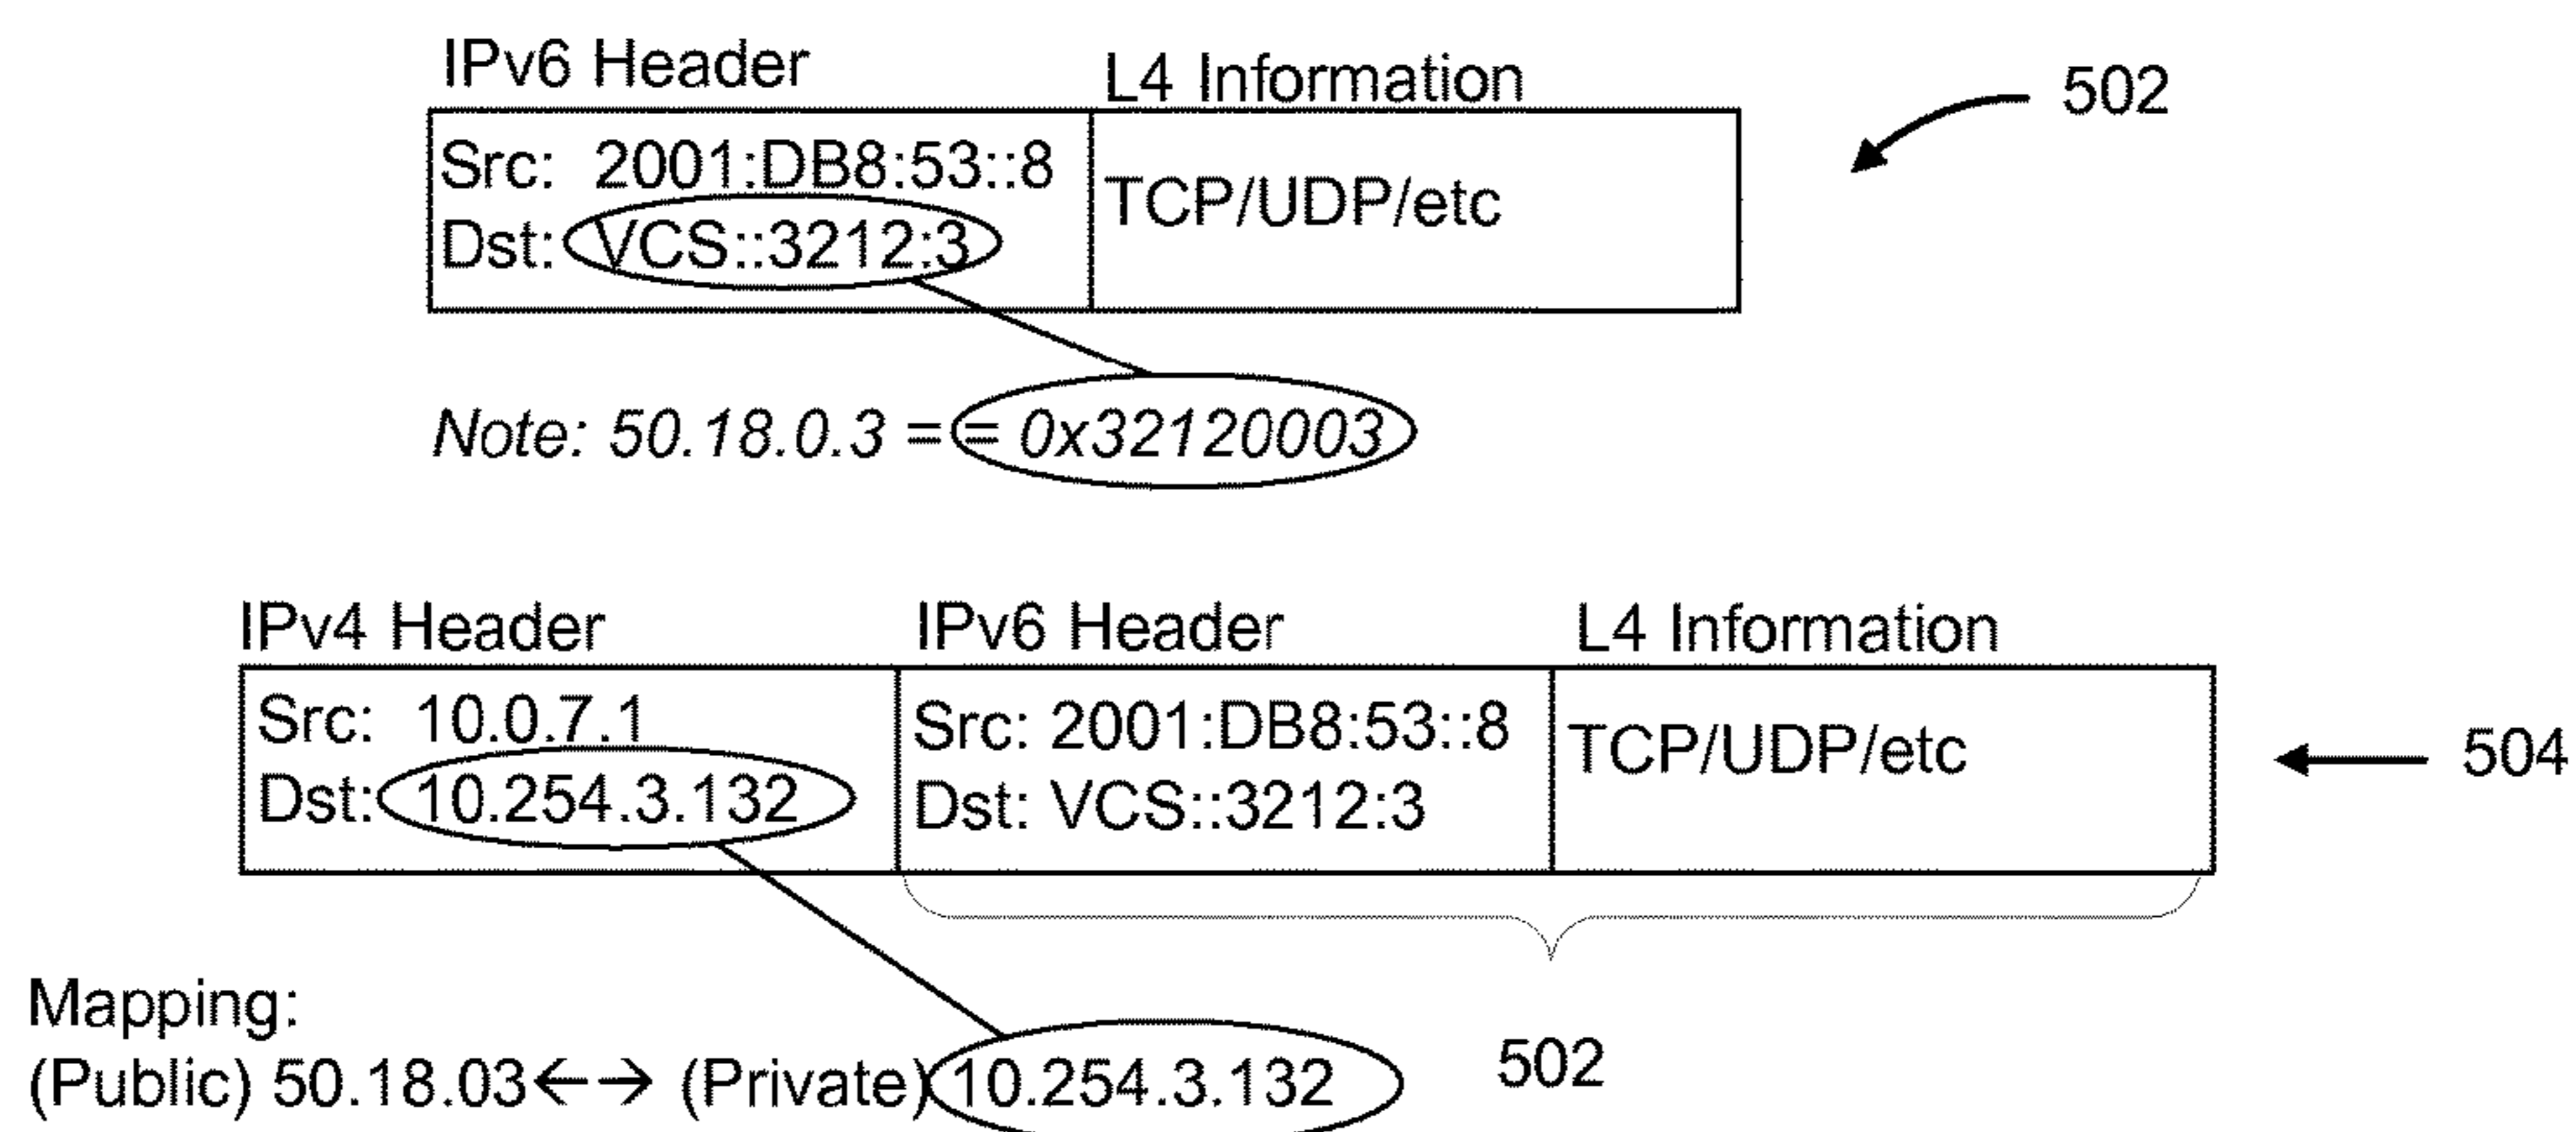 IPv6 Header L4 Information
502
Src: 2001:DB8:53::8
Dst: VCS::3212:3
TCP/UDP/etc
Note: 50.18.0.3 == 0x32120003
IPv4 Header IPv6 Header L4 Information
Src: 10.0.7.1
Dst: 10.254.3.132
Src: 2001:DB8:53::8
Dst: VCS::3212:3
TCP/UDP/etc
504
502
Mapping:
(Public) 50.18.03←→ (Private) 10.254.3.132